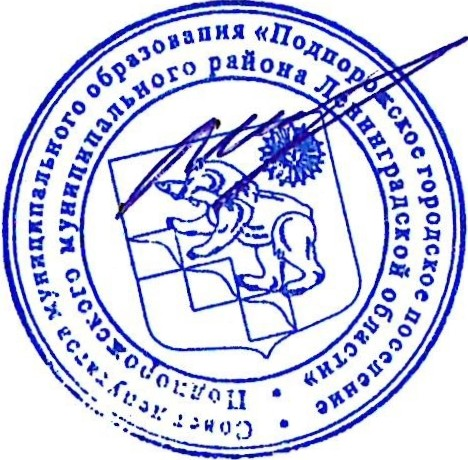 Совет депутатов муниципального образования «Подпорожское городское поселение
Подпорожского муниципального района Ленинградской области»